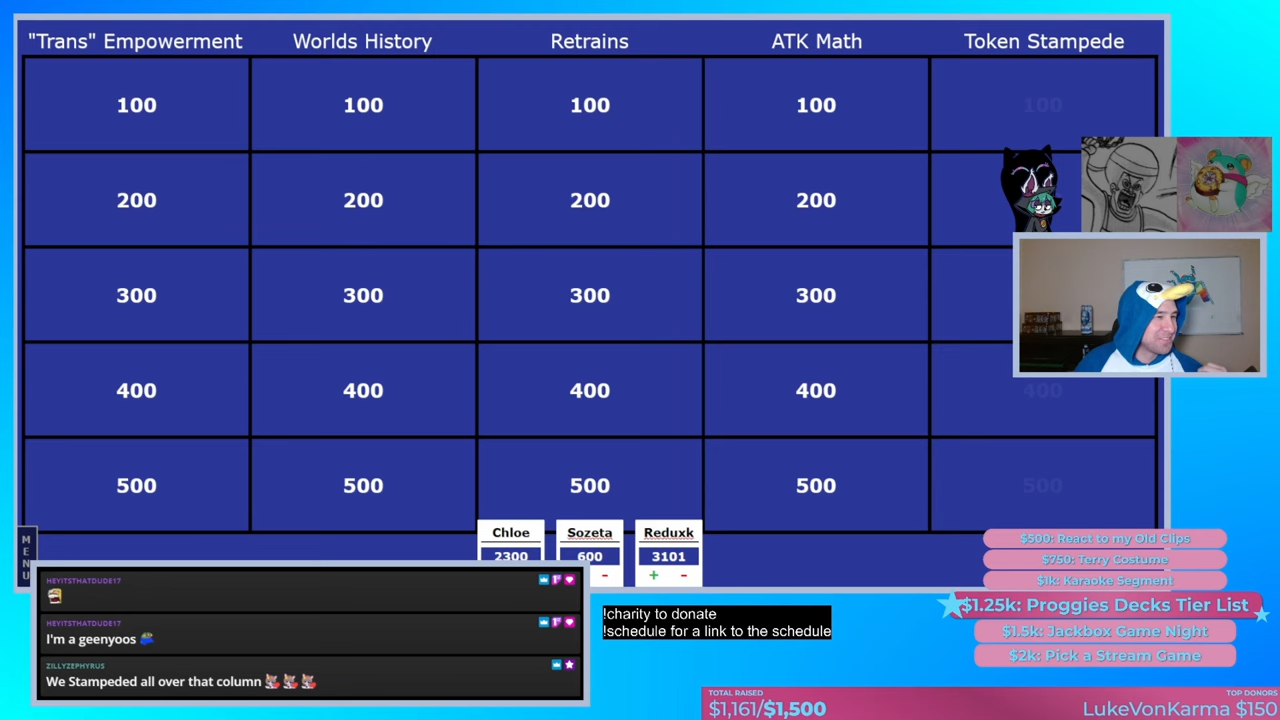 "Trans" Empowerment Worlds History Retrains ATK Math Token Stampede
100 100 100 100 100
200 200 200 200
300 300 300 300
400 400 400 400 400
500 500 500 500 500
MENU
Chloe Sozeta Reduxk
2300 600 3101
- + -
HEYITSTHATDUDE17
HEYITSTHATDUDE17
I'm a geenyoos
ZILLYZEPHYRUS
We Stampeded all over that column
!charity to donate
!schedule for a link to the schedule
$500: React to my Old Clips
$750: Terry Costume
$1k: Karaoke Segment
$1.25k: Proggies Decks Tier List
$1.5k: Jackbox Game Night
$2k: Pick a Stream Game
TOTAL RAISED TOP DONORS
$1,161/$1,500 LukeVonKarma $150